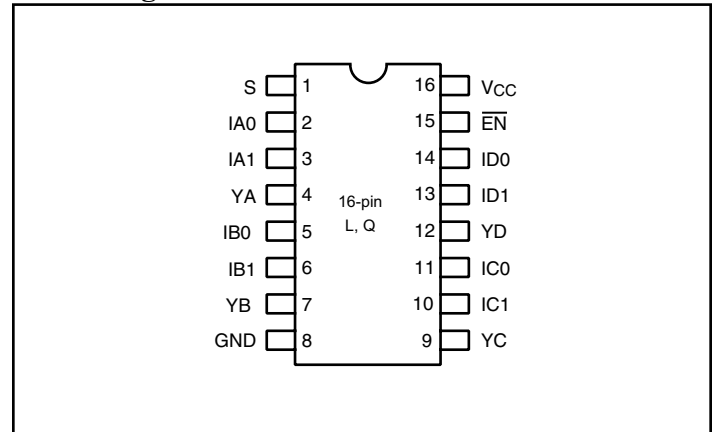 S 1 16 VCC
IA0 2 15 EN
IA1 3 14 ID0
YA 4 13 ID1
16-pin
L, Q
IB0 5 12 YD
IB1 6 11 IC0
YB 7 10 IC1
GND 8 9 YC